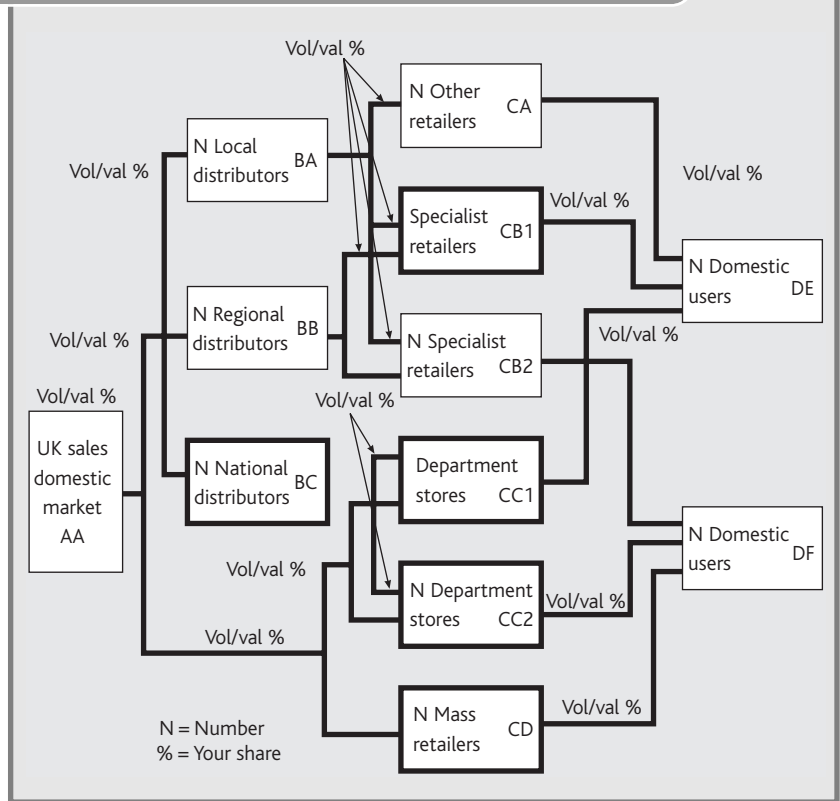 Vol/val %
N Other
retailers CA
N Local
distributors BA
Vol/val %
Vol/val %
Specialist
retailers CB1
Vol/val %
N Domestic
users DE
N Regional
distributors BB
Vol/val %
N Specialist
retailers CB2
Vol/val %
Vol/val %
Vol/val %
UK sales
domestic
market
AA
N National
distributors BC
Department
stores CC1
N Domestic
users DF
Vol/val %
N Department
stores CC2
Vol/val %
Vol/val %
N Mass
retailers CD
Vol/val %
N = Number
% = Your share